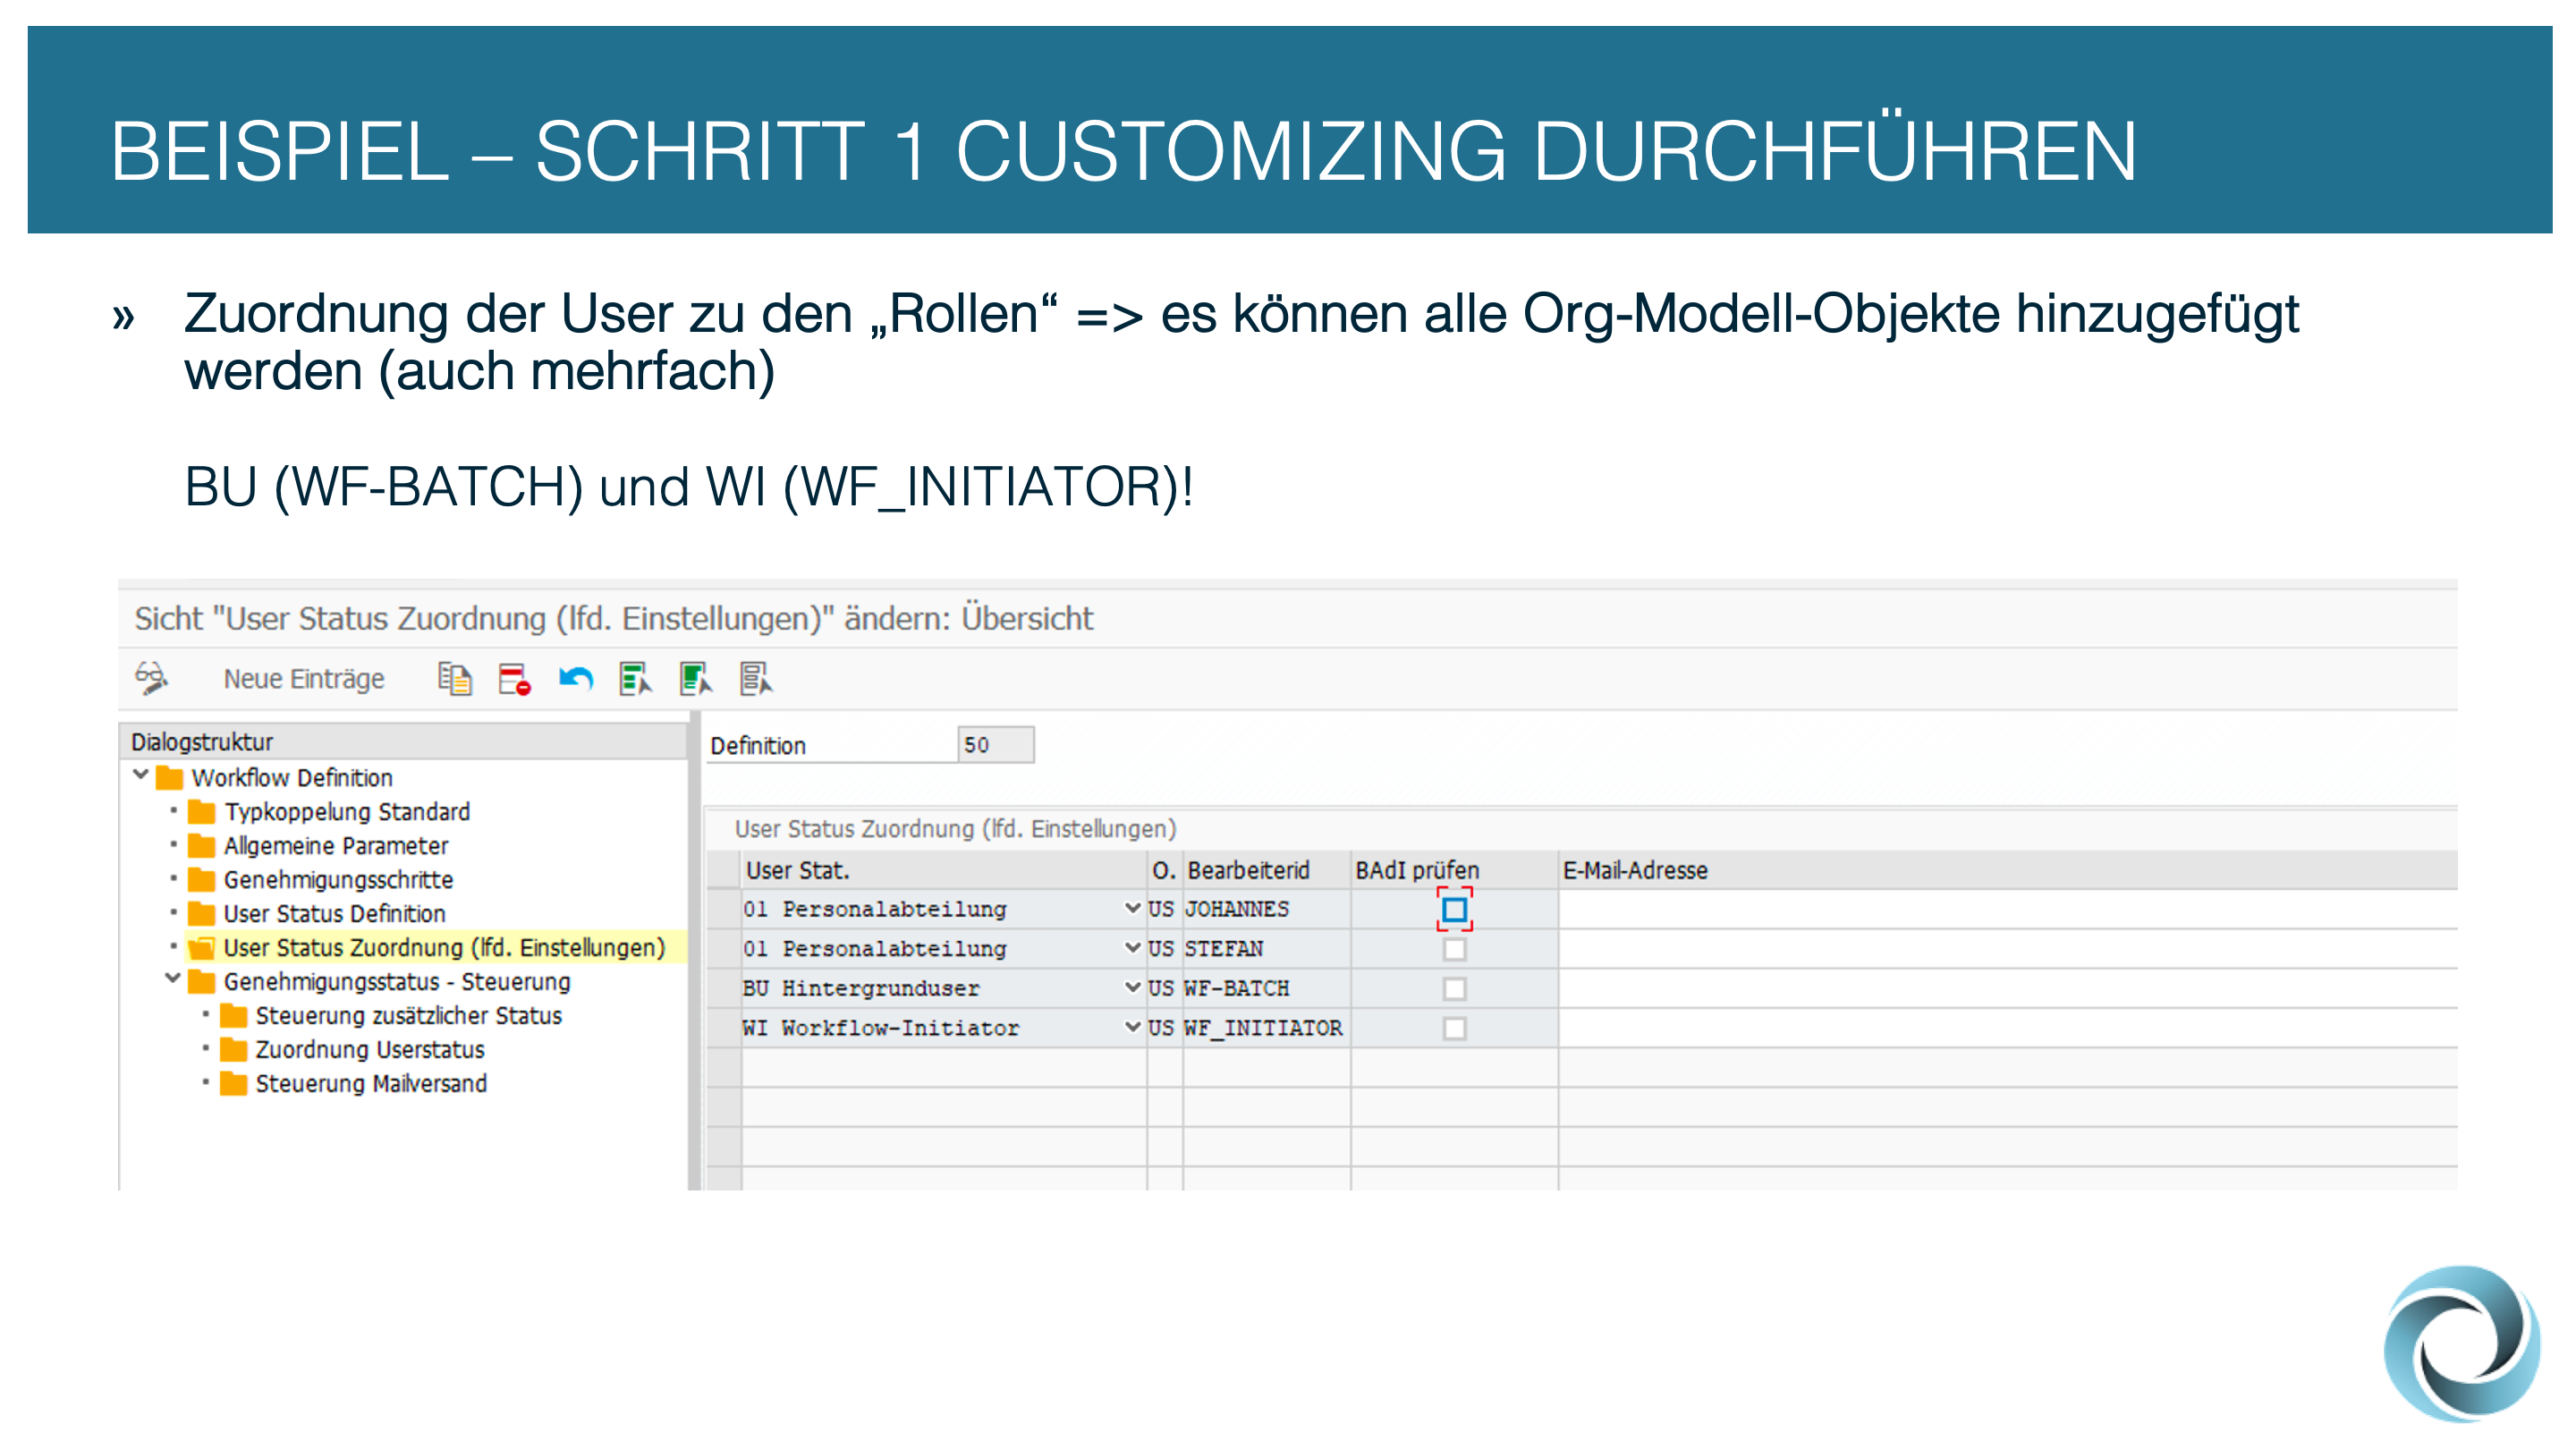 BEISPIEL – SCHRITT 1 CUSTOMIZING DURCHFÜHREN
» Zuordnung der User zu den „Rollen“ => es können alle Org-Modell-Objekte hinzugefügt
werden (auch mehrfach)
BU (WF-BATCH) und WI (WF_INITIATOR)!
Sicht "User Status Zuordnung (lfd. Einstellungen)" ändern: Übersicht
Neue Einträge
Dialogstruktur
Workflow Definition
Typkoppelung Standard
Allgemeine Parameter
Genehmigungsschritte
User Status Definition
User Status Zuordnung (lfd. Einstellungen)
Genehmigungsstatus - Steuerung
Steuerung zusätzlicher Status
Zuordnung Userstatus
Steuerung Mailversand
Definition 50
User Status Zuordnung (lfd. Einstellungen)
User Stat. O. Bearbeiterid BAdI prüfen E-Mail-Adresse
01 Personalabteilung US JOHANNES
01 Personalabteilung US STEFAN
BU Hintergrunduser US WF-BATCH
WI Workflow-Initiator US WF_INITIATOR